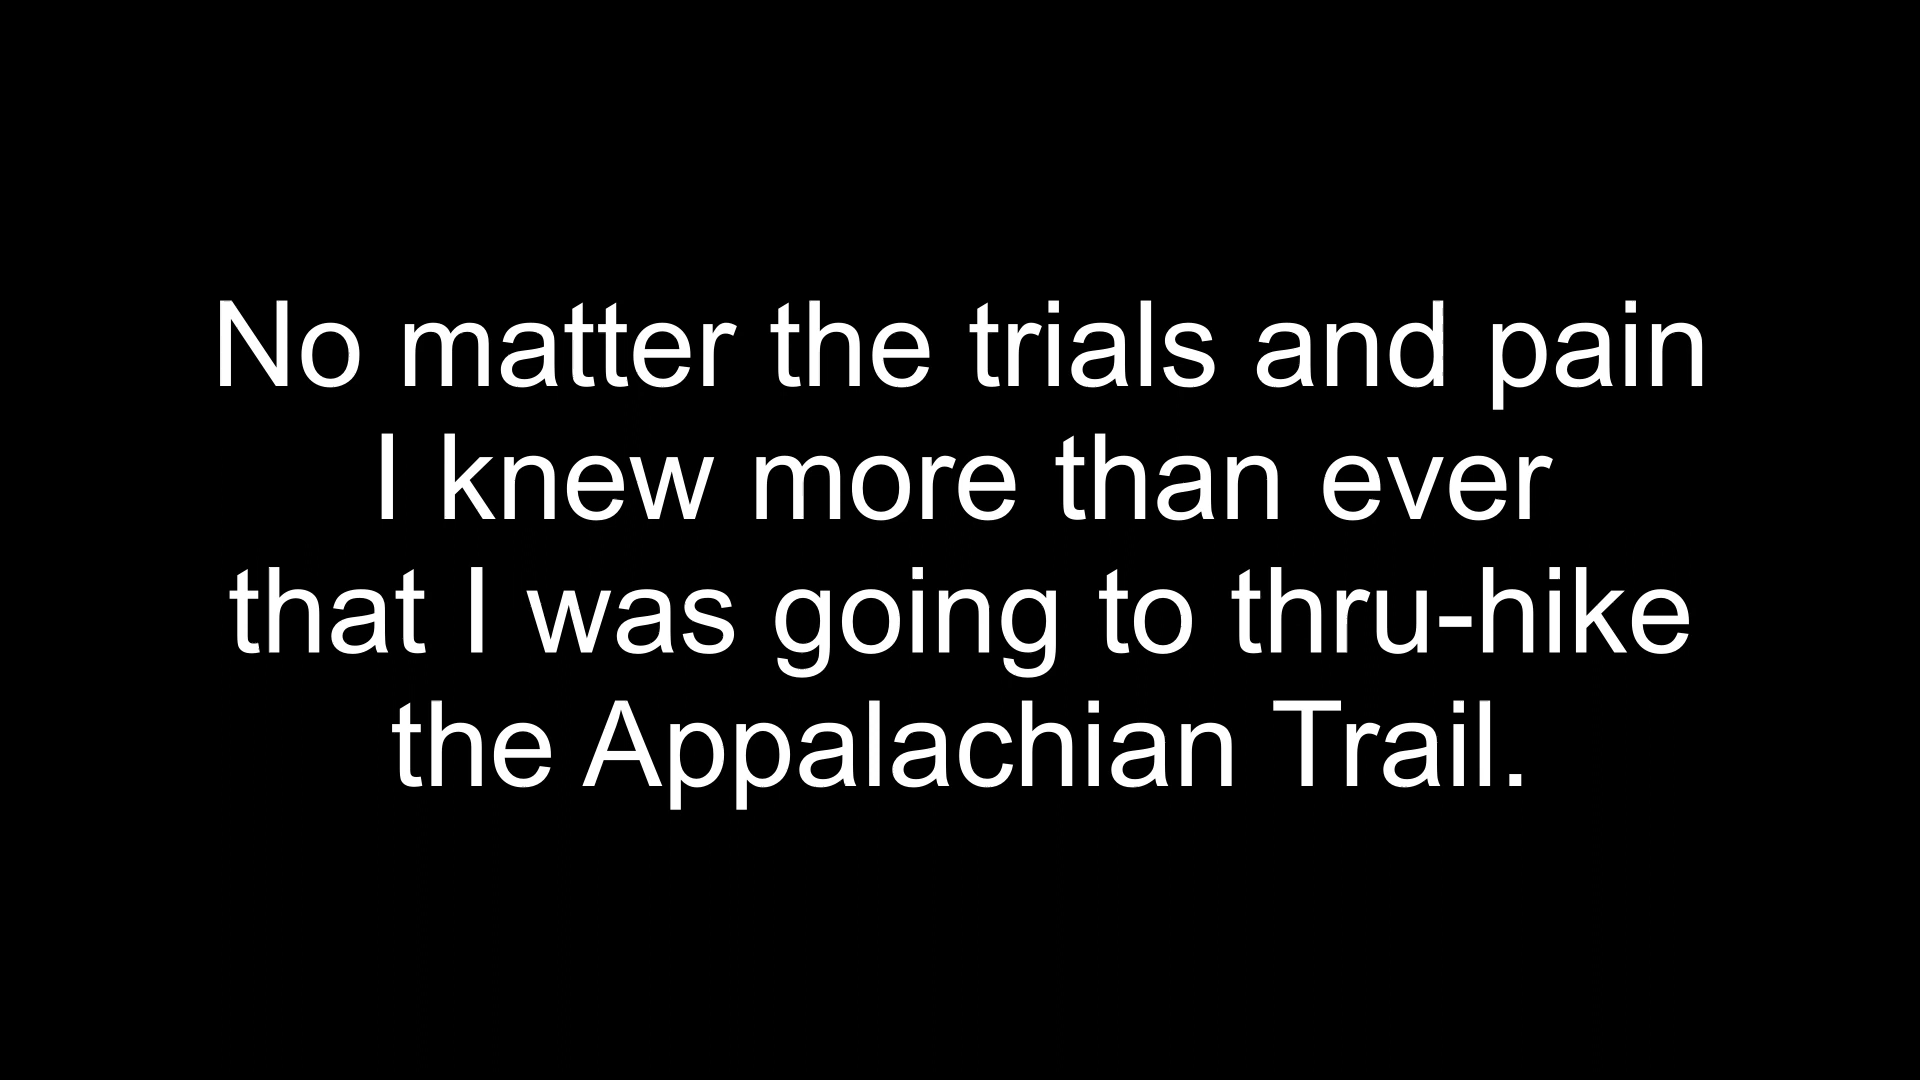 No matter the trials and pain
I knew more than ever
that I was going to thru-hike
the Appalachian Trail.